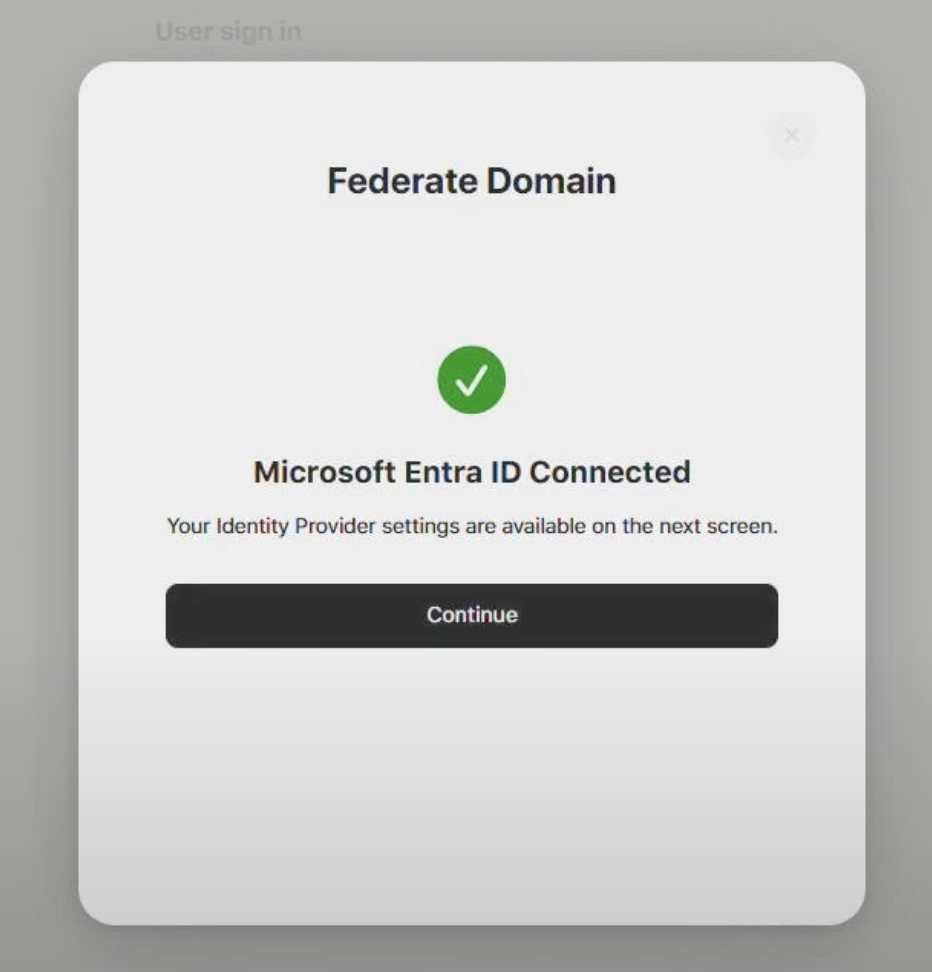 User sign in
Federate Domain
Microsoft Entra ID Connected
Your Identity Provider settings are available on the next screen.
Continue